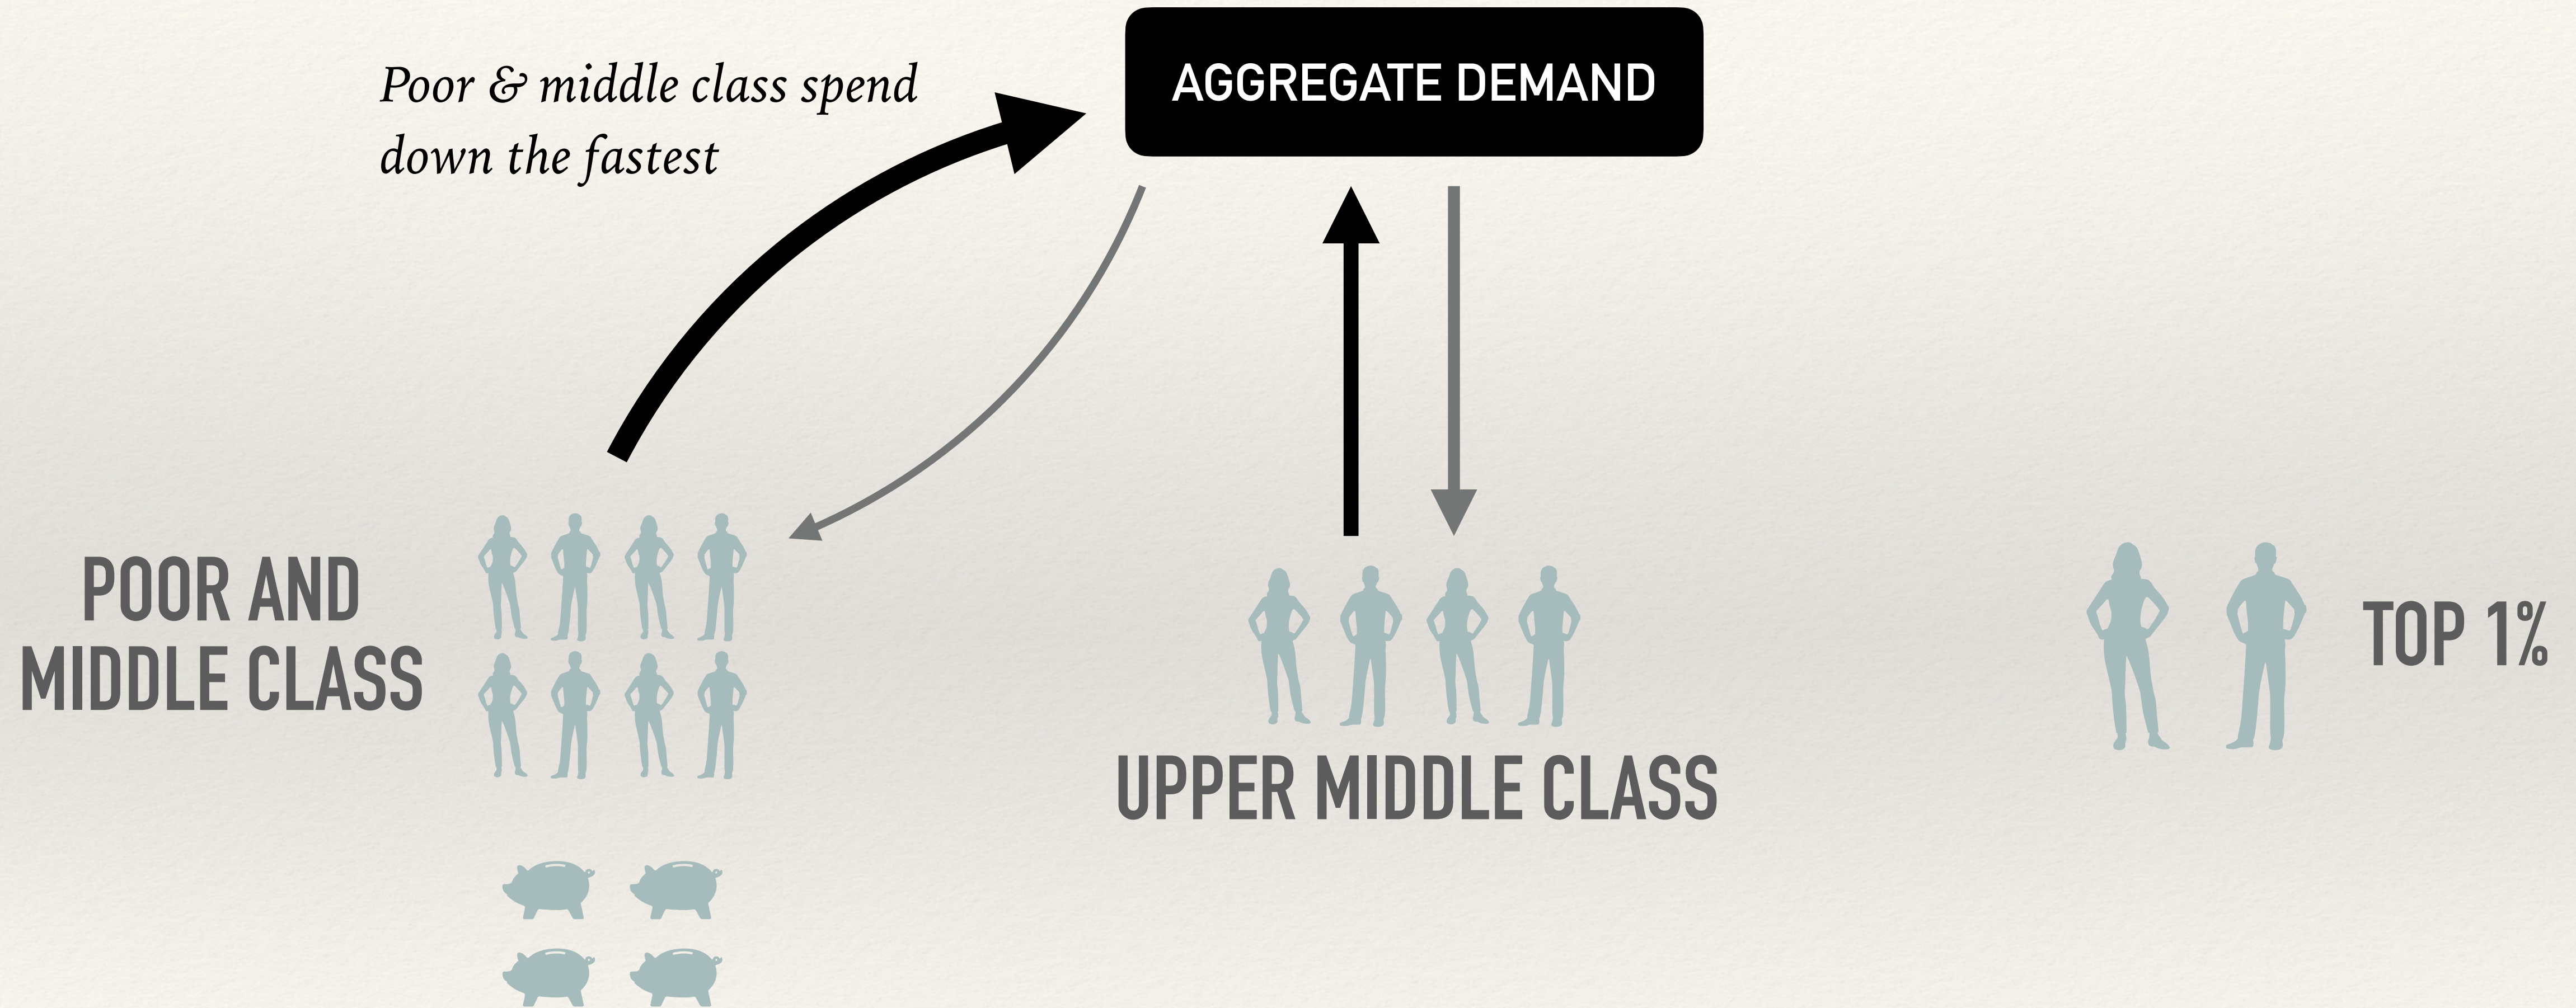 Poor & middle class spend
down the fastest
AGGREGATE DEMAND
POOR AND
MIDDLE CLASS
UPPER MIDDLE CLASS
TOP 1%